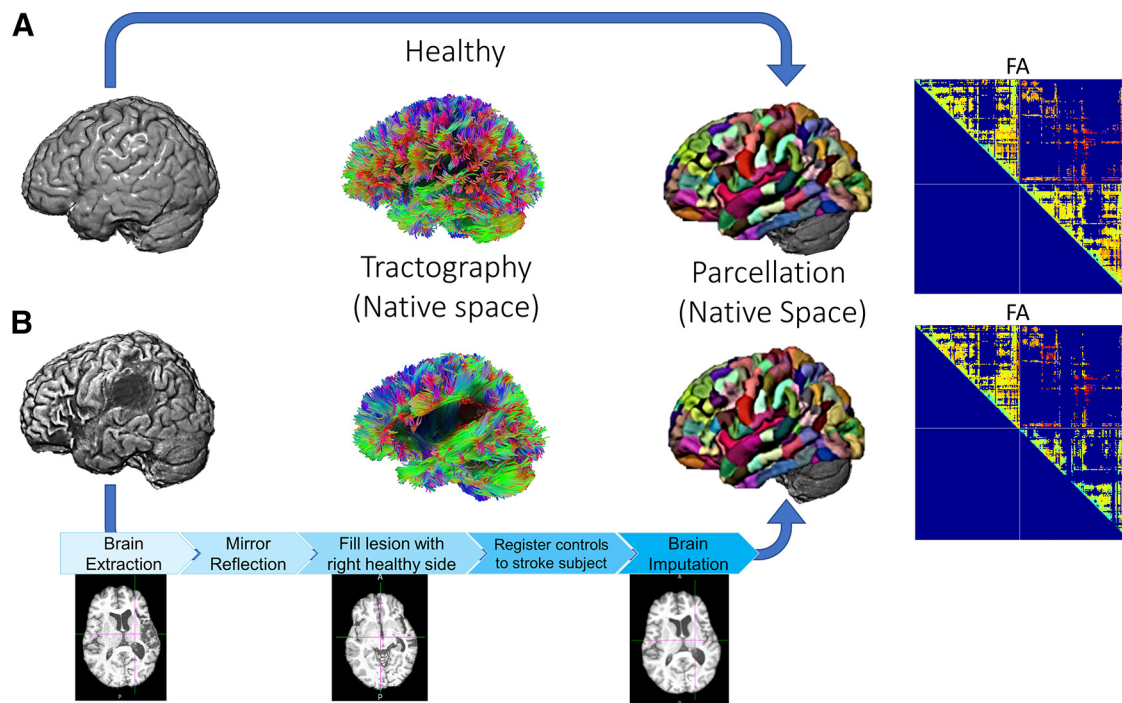 A
Healthy
FA
Tractography
(Native space)
Parcellation
(Native Space)
B
FA
Brain
Extraction
Mirror
Reflection
Fill lesion with
right healthy side
Register controls
to stroke subject
Brain
Imputation
A
A
P
P